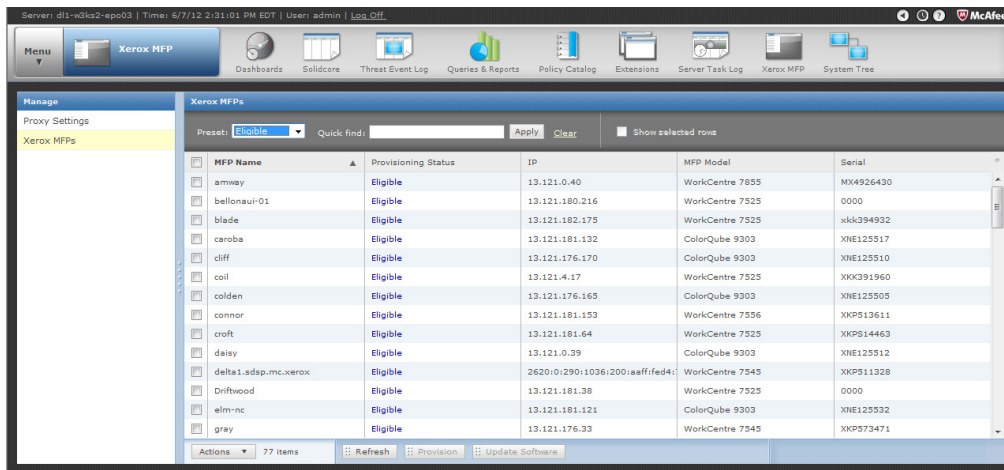 Server: dl1-w3ks2-epo03 | Time: 6/7/12 2:31:01 PM EDT | User: admin | Log Off
McAfee
Menu
Xerox MFP
Dashboards Solidcore Threat Event Log Queries & Reports Policy Catalog Extensions Server Task Log Xerox MFP System Tree
Manage
Proxy Settings
Xerox MFPs
Xerox MFPs
Preset: Eligible Quick find: Apply Clear Show selected rows
MFP Name Provisioning Status IP MFP Model Serial
amway Eligible 13.121.0.40 WorkCentre 7855 MX4926430
bellonaui-01 Eligible 13.121.180.216 WorkCentre 7525 0000
blade Eligible 13.121.182.175 WorkCentre 7525 xkk394932
caroba Eligible 13.121.181.132 ColorQube 9303 XNE125517
cliff Eligible 13.121.176.170 ColorQube 9303 XNE125510
coil Eligible 13.121.4.17 WorkCentre 7525 XKK391960
colden Eligible 13.121.176.165 ColorQube 9303 XNE125505
connor Eligible 13.121.181.153 WorkCentre 7556 XKP513611
croft Eligible 13.121.181.64 WorkCentre 7525 XKPS14463
daisy Eligible 13.121.0.39 ColorQube 9303 XNE125512
delta1.sdsp.mc.xerox Eligible 2620:0:290:1036:200:aaff:fed4: WorkCentre 7545 XKP511328
Driftwood Eligible 13.121.181.38 WorkCentre 7525 0000
elm-nc Eligible 13.121.181.121 ColorQube 9303 XNE125532
gray Eligible 13.121.176.33 WorkCentre 7545 XKP573471
Actions 77 items Refresh Provision Update Software